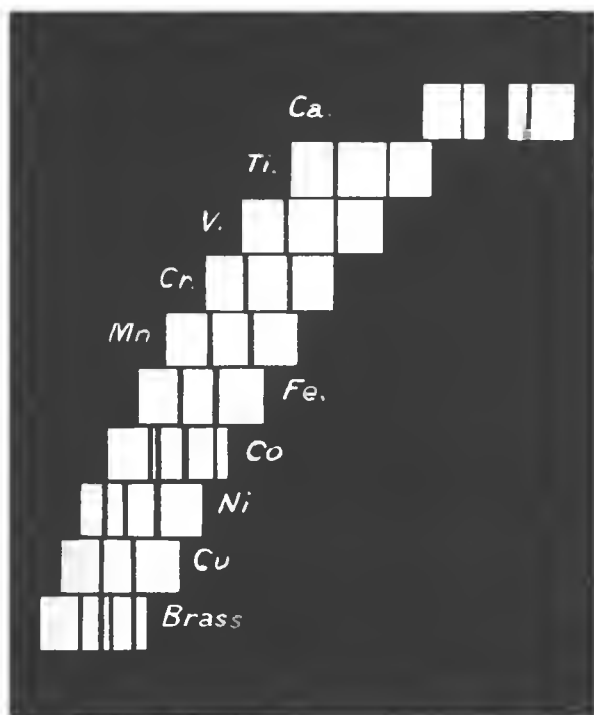 Ca.
Ti.
V.
Cr.
Mn
Fe.
Co
Ni
Cu
Brass